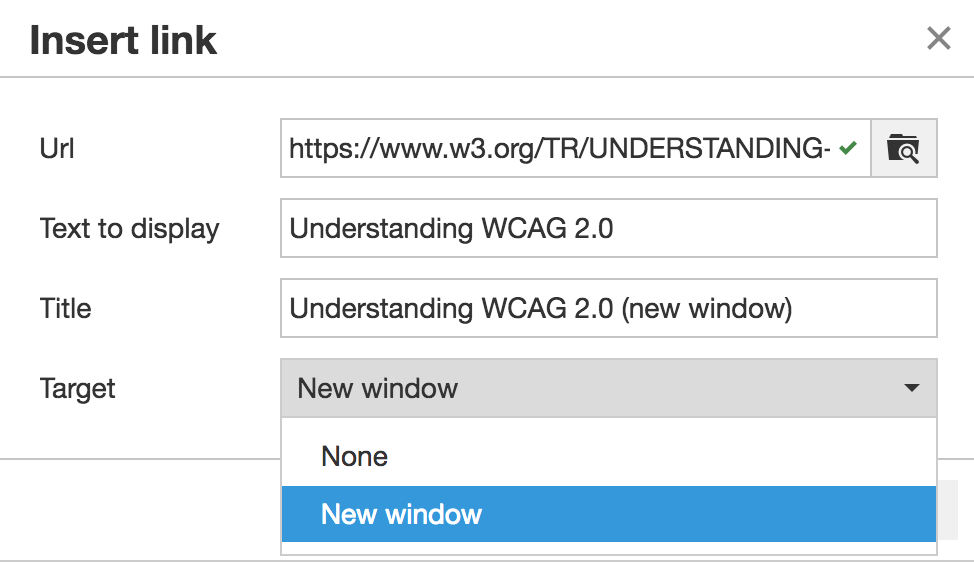 Insert link
Url https://www.w3.org/TR/UNDERSTANDING-
Text to display Understanding WCAG 2.0
Title Understanding WCAG 2.0 (new window)
Target New window
None
New window